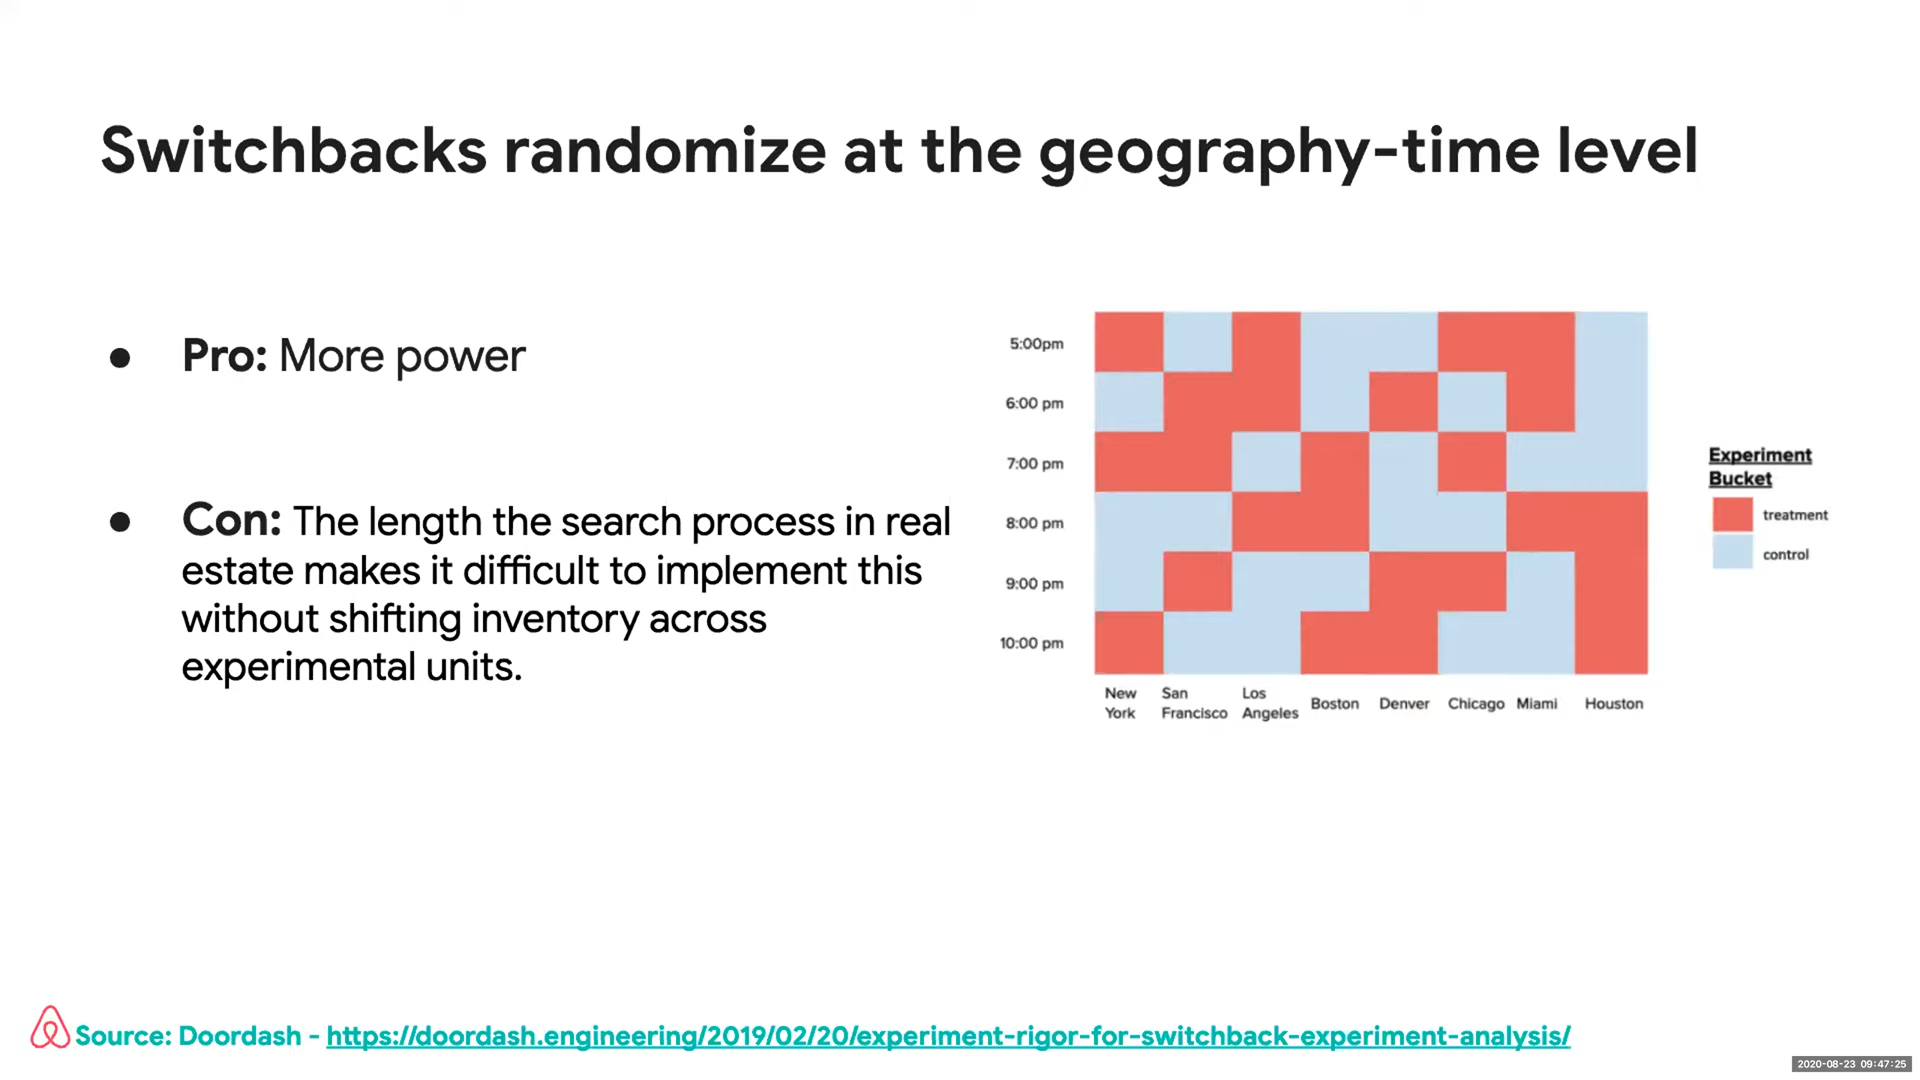 Switchbacks randomize at the geography-time level
● Pro: More power
● Con: The length the search process in real
estate makes it difficult to implement this
without shifting inventory across
experimental units.
5:00pm
6:00 pm
7:00 pm
8:00 pm
9:00 pm
10:00 pm
New
York
San
Francisco
Los
Angeles
Boston
Denver
Chicago
Miami
Houston
Experiment
Bucket
treatment
control
Source: Doordash - https://doordash.engineering/2019/02/20/experiment-rigor-for-switchback-experiment-analysis/
2020-08-23 09:47:25